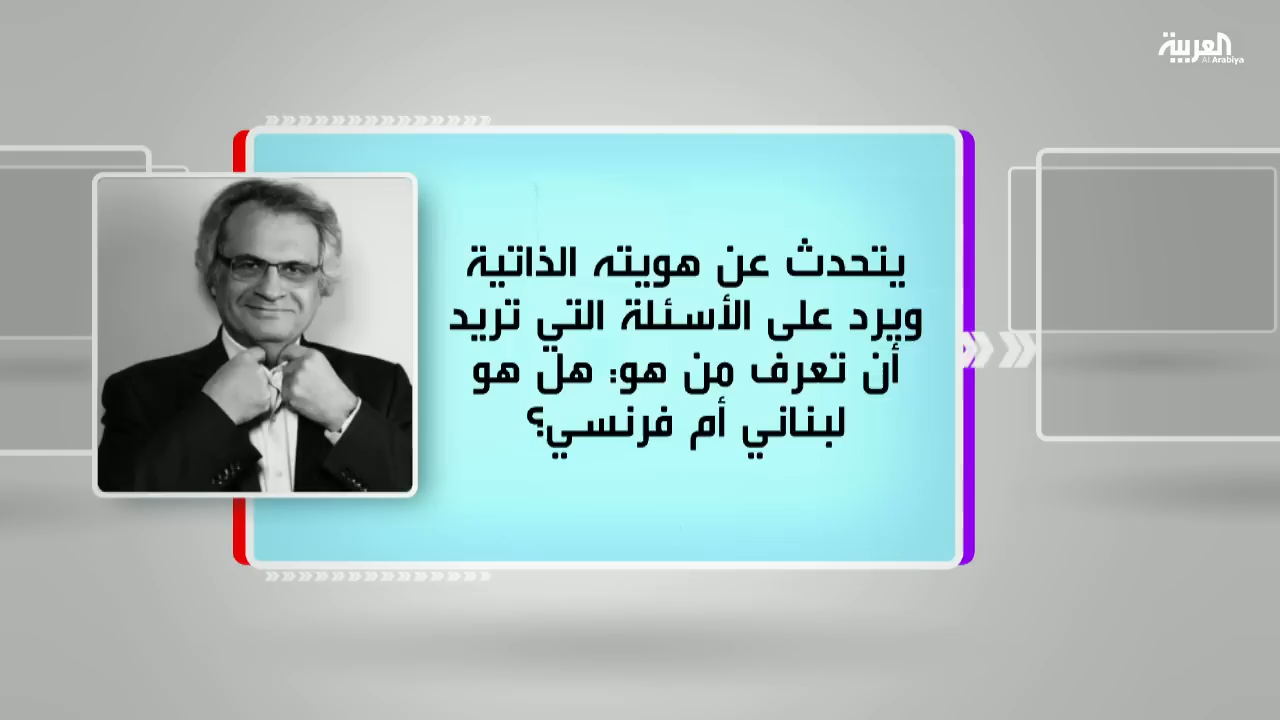 العربية
Al Arabiya
يتحدث عن هويته الذاتية
ويرد على الأسئلة التي تريد
أن تعرف من هو: هل هو
لبناني أم فرنسي؟